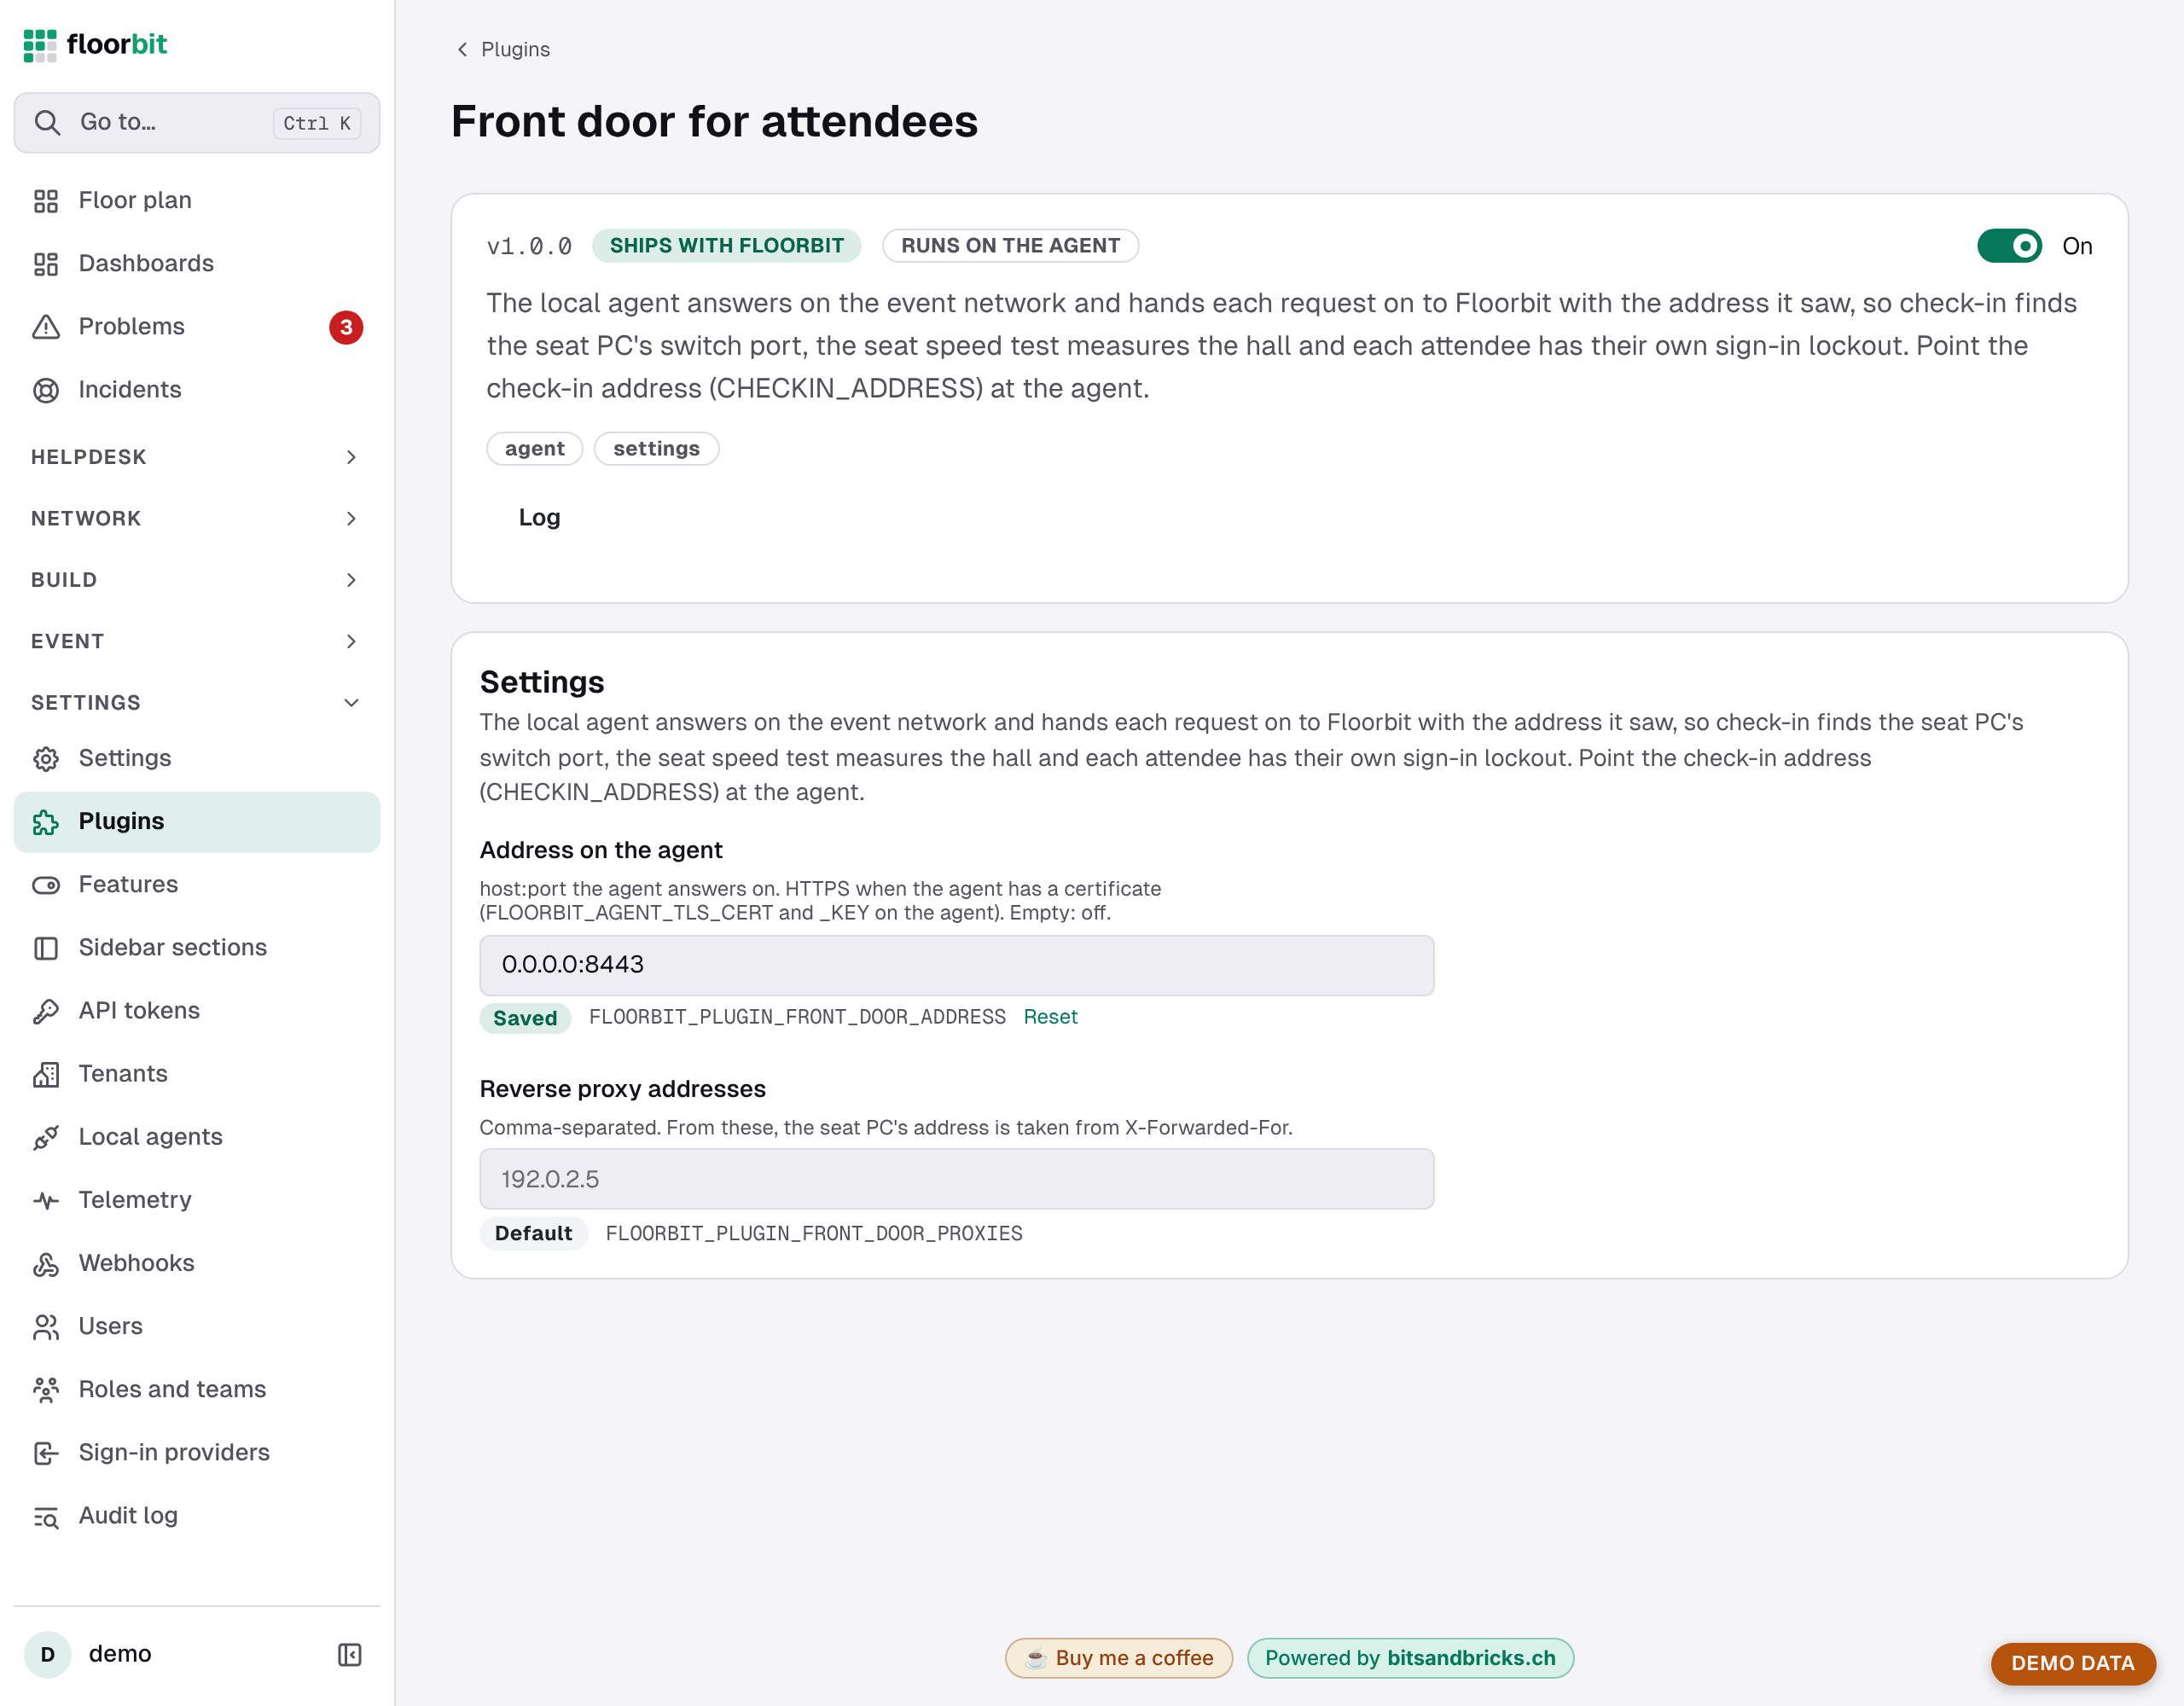 floorbit
Go to...
Ctrl K
Floor plan
Dashboards
Problems
3
Incidents
HELPDESK
NETWORK
BUILD
EVENT
SETTINGS
Settings
Plugins
Features
Sidebar sections
API tokens
Tenants
Local agents
Telemetry
Webhooks
Users
Roles and teams
Sign-in providers
Audit log
D
demo
Plugins
Front door for attendees
v1.0.0
SHIPS WITH FLOORBIT
RUNS ON THE AGENT
On
The local agent answers on the event network and hands each request on to Floorbit with the address it saw, so check-in finds
the seat PC's switch port, the seat speed test measures the hall and each attendee has their own sign-in lockout. Point the
check-in address (CHECKIN_ADDRESS) at the agent.
agent
settings
Log
Settings
The local agent answers on the event network and hands each request on to Floorbit with the address it saw, so check-in finds the seat PC's
switch port, the seat speed test measures the hall and each attendee has their own sign-in lockout. Point the check-in address
(CHECKIN_ADDRESS) at the agent.
Address on the agent
host:port the agent answers on. HTTPS when the agent has a certificate
(FLOORBIT_AGENT_TLS_CERT and _KEY on the agent). Empty: off.
0.0.0.0:8443
Saved
FLOORBIT_PLUGIN_FRONT_DOOR_ADDRESS
Reset
Reverse proxy addresses
Comma-separated. From these, the seat PC's address is taken from X-Forwarded-For.
192.0.2.5
Default
FLOORBIT_PLUGIN_FRONT_DOOR_PROXIES
Buy me a coffee
Powered by bitsandbricks.ch
DEMO DATA